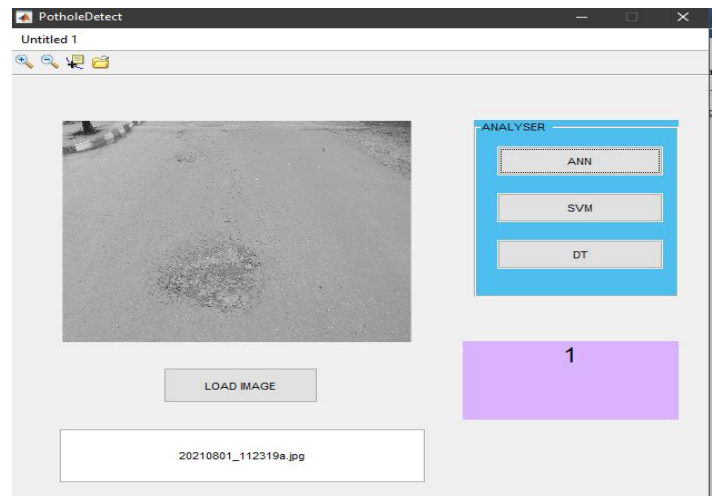 PotholeDetect
Untitled 1
ANALYSER
ANN
SVM
DT
1
LOAD IMAGE
20210801_112319a.jpg